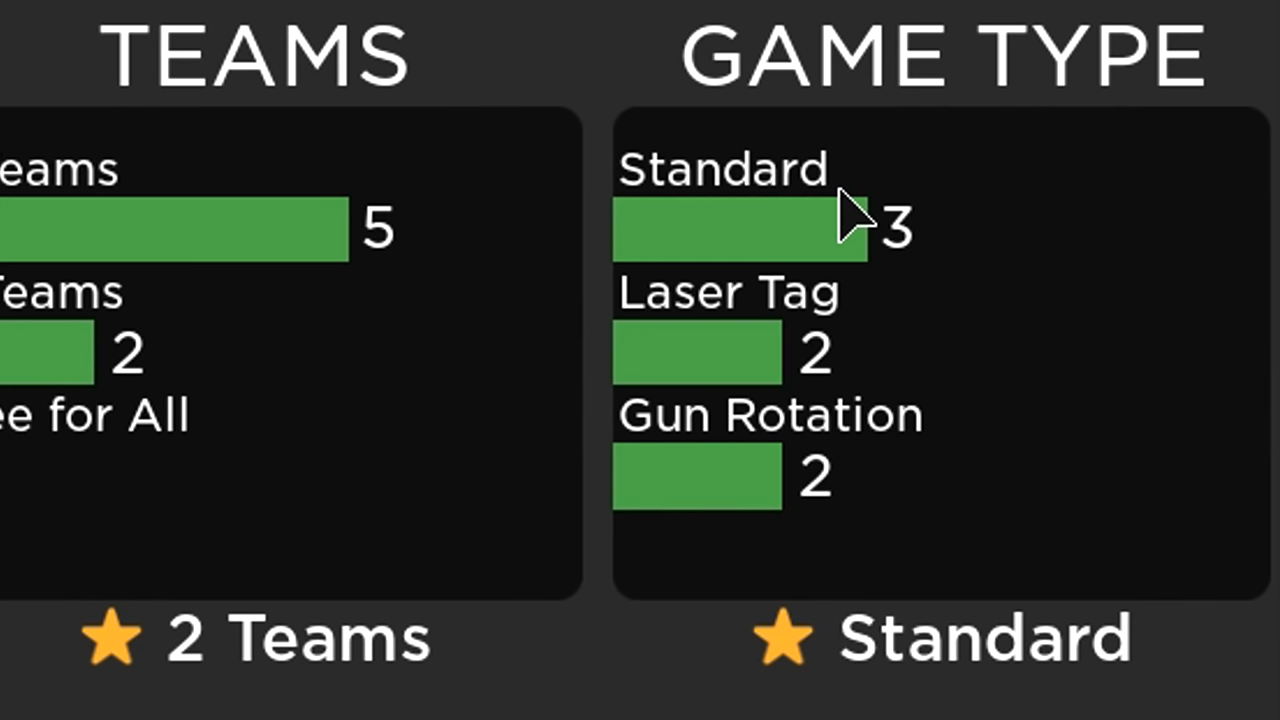 TEAMS
eams
5
Teams
2
ee for All
2 Teams
GAME TYPE
Standard
3
Laser Tag
2
Gun Rotation
2
Standard